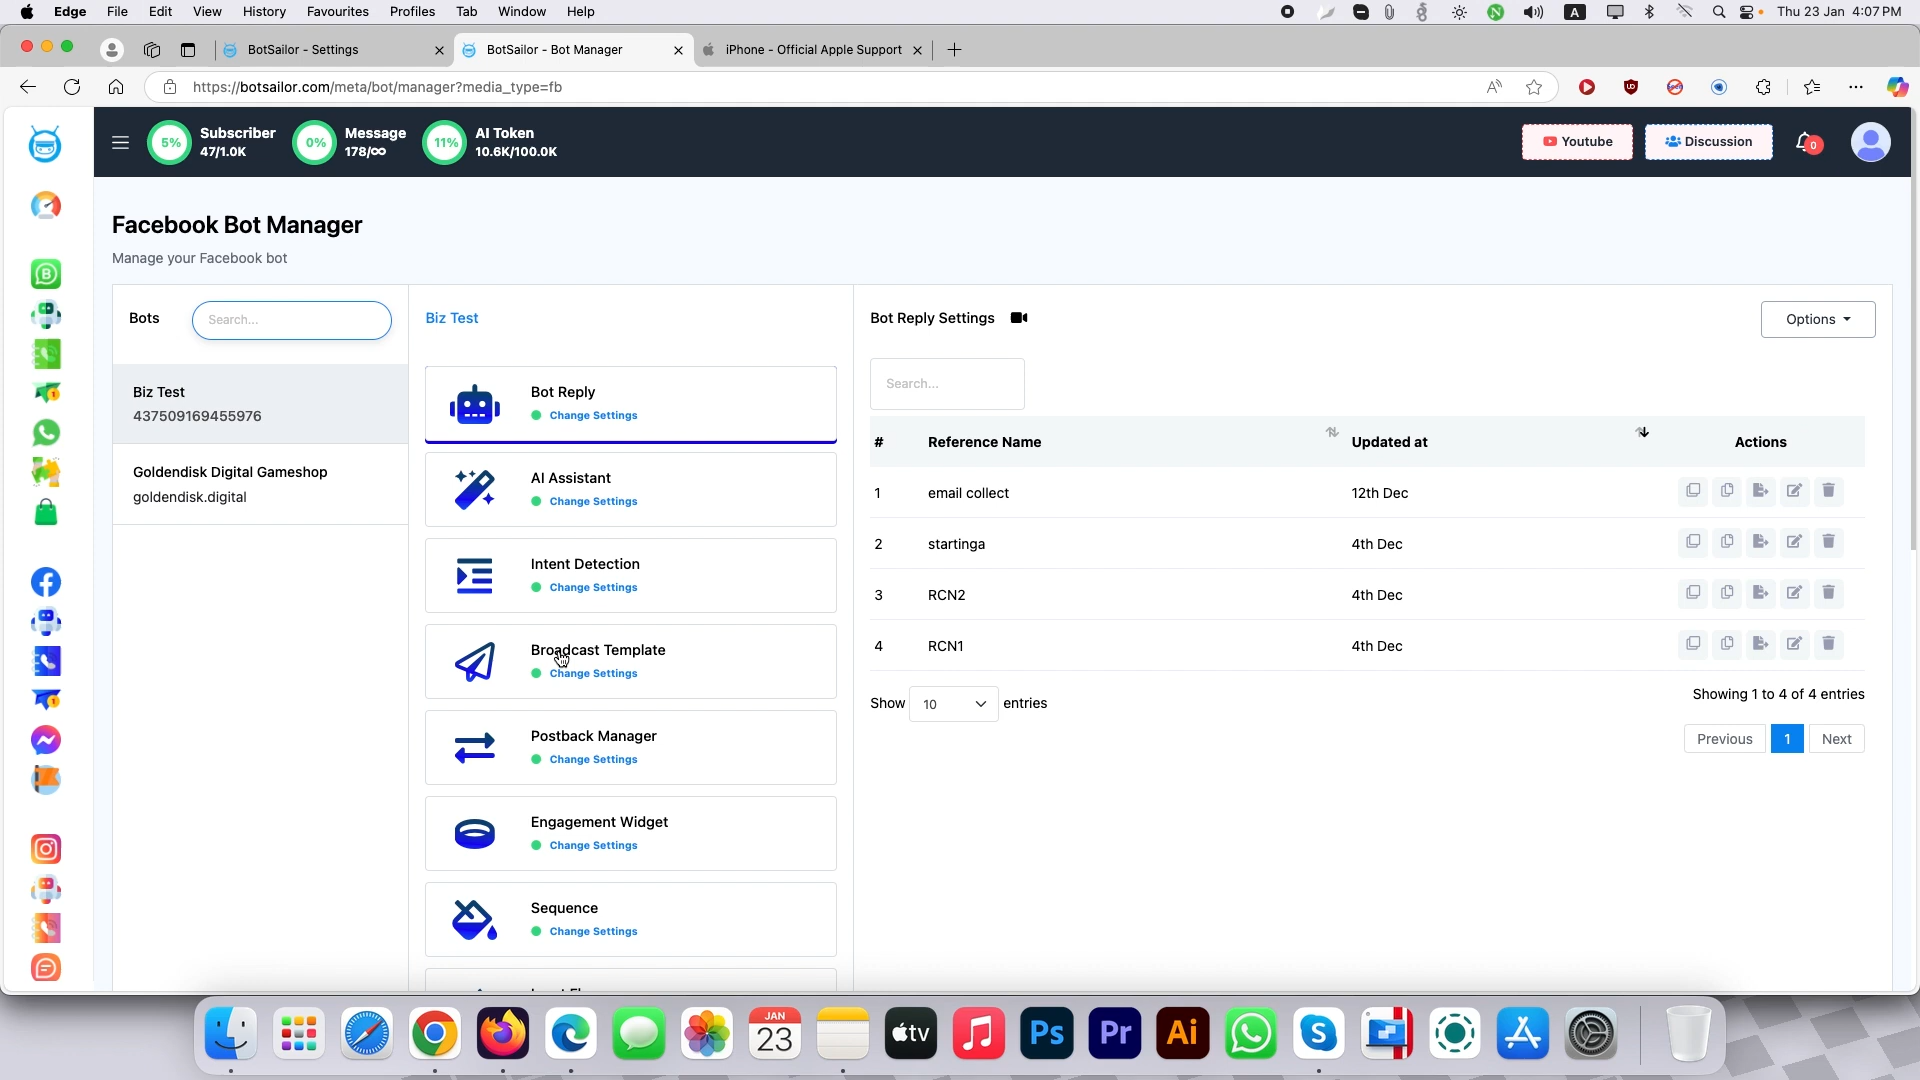 Edge File Edit View History Favourites Profiles Tab Window Help
A Thu 23 Jan 4:07 PM
BotSailor - Settings
BotSailor - Bot Manager
iPhone - Official Apple Support
https://botsailor.com/meta/bot/manager?media_type=fb
5% Subscriber 47/1.0K
0% Message 178/∞
11% AI Token 10.6K/100.0K
Youtube
Discussion
0
Facebook Bot Manager
Manage your Facebook bot
Bots
Search...
Biz Test
437509169455976
Goldendisk Digital Gameshop
goldendisk.digital
Biz Test
Bot Reply
Change Settings
AI Assistant
Change Settings
Intent Detection
Change Settings
Broadcast Template
Change Settings
Postback Manager
Change Settings
Engagement Widget
Change Settings
Sequence
Change Settings
Bot Reply Settings
Options
Search...
# Reference Name Updated at Actions
1 email collect 12th Dec
2 startinga 4th Dec
3 RCN2 4th Dec
4 RCN1 4th Dec
Show 10 entries
Showing 1 to 4 of 4 entries
Previous 1 Next
JAN
23
tv
Ps
Pr
Ai